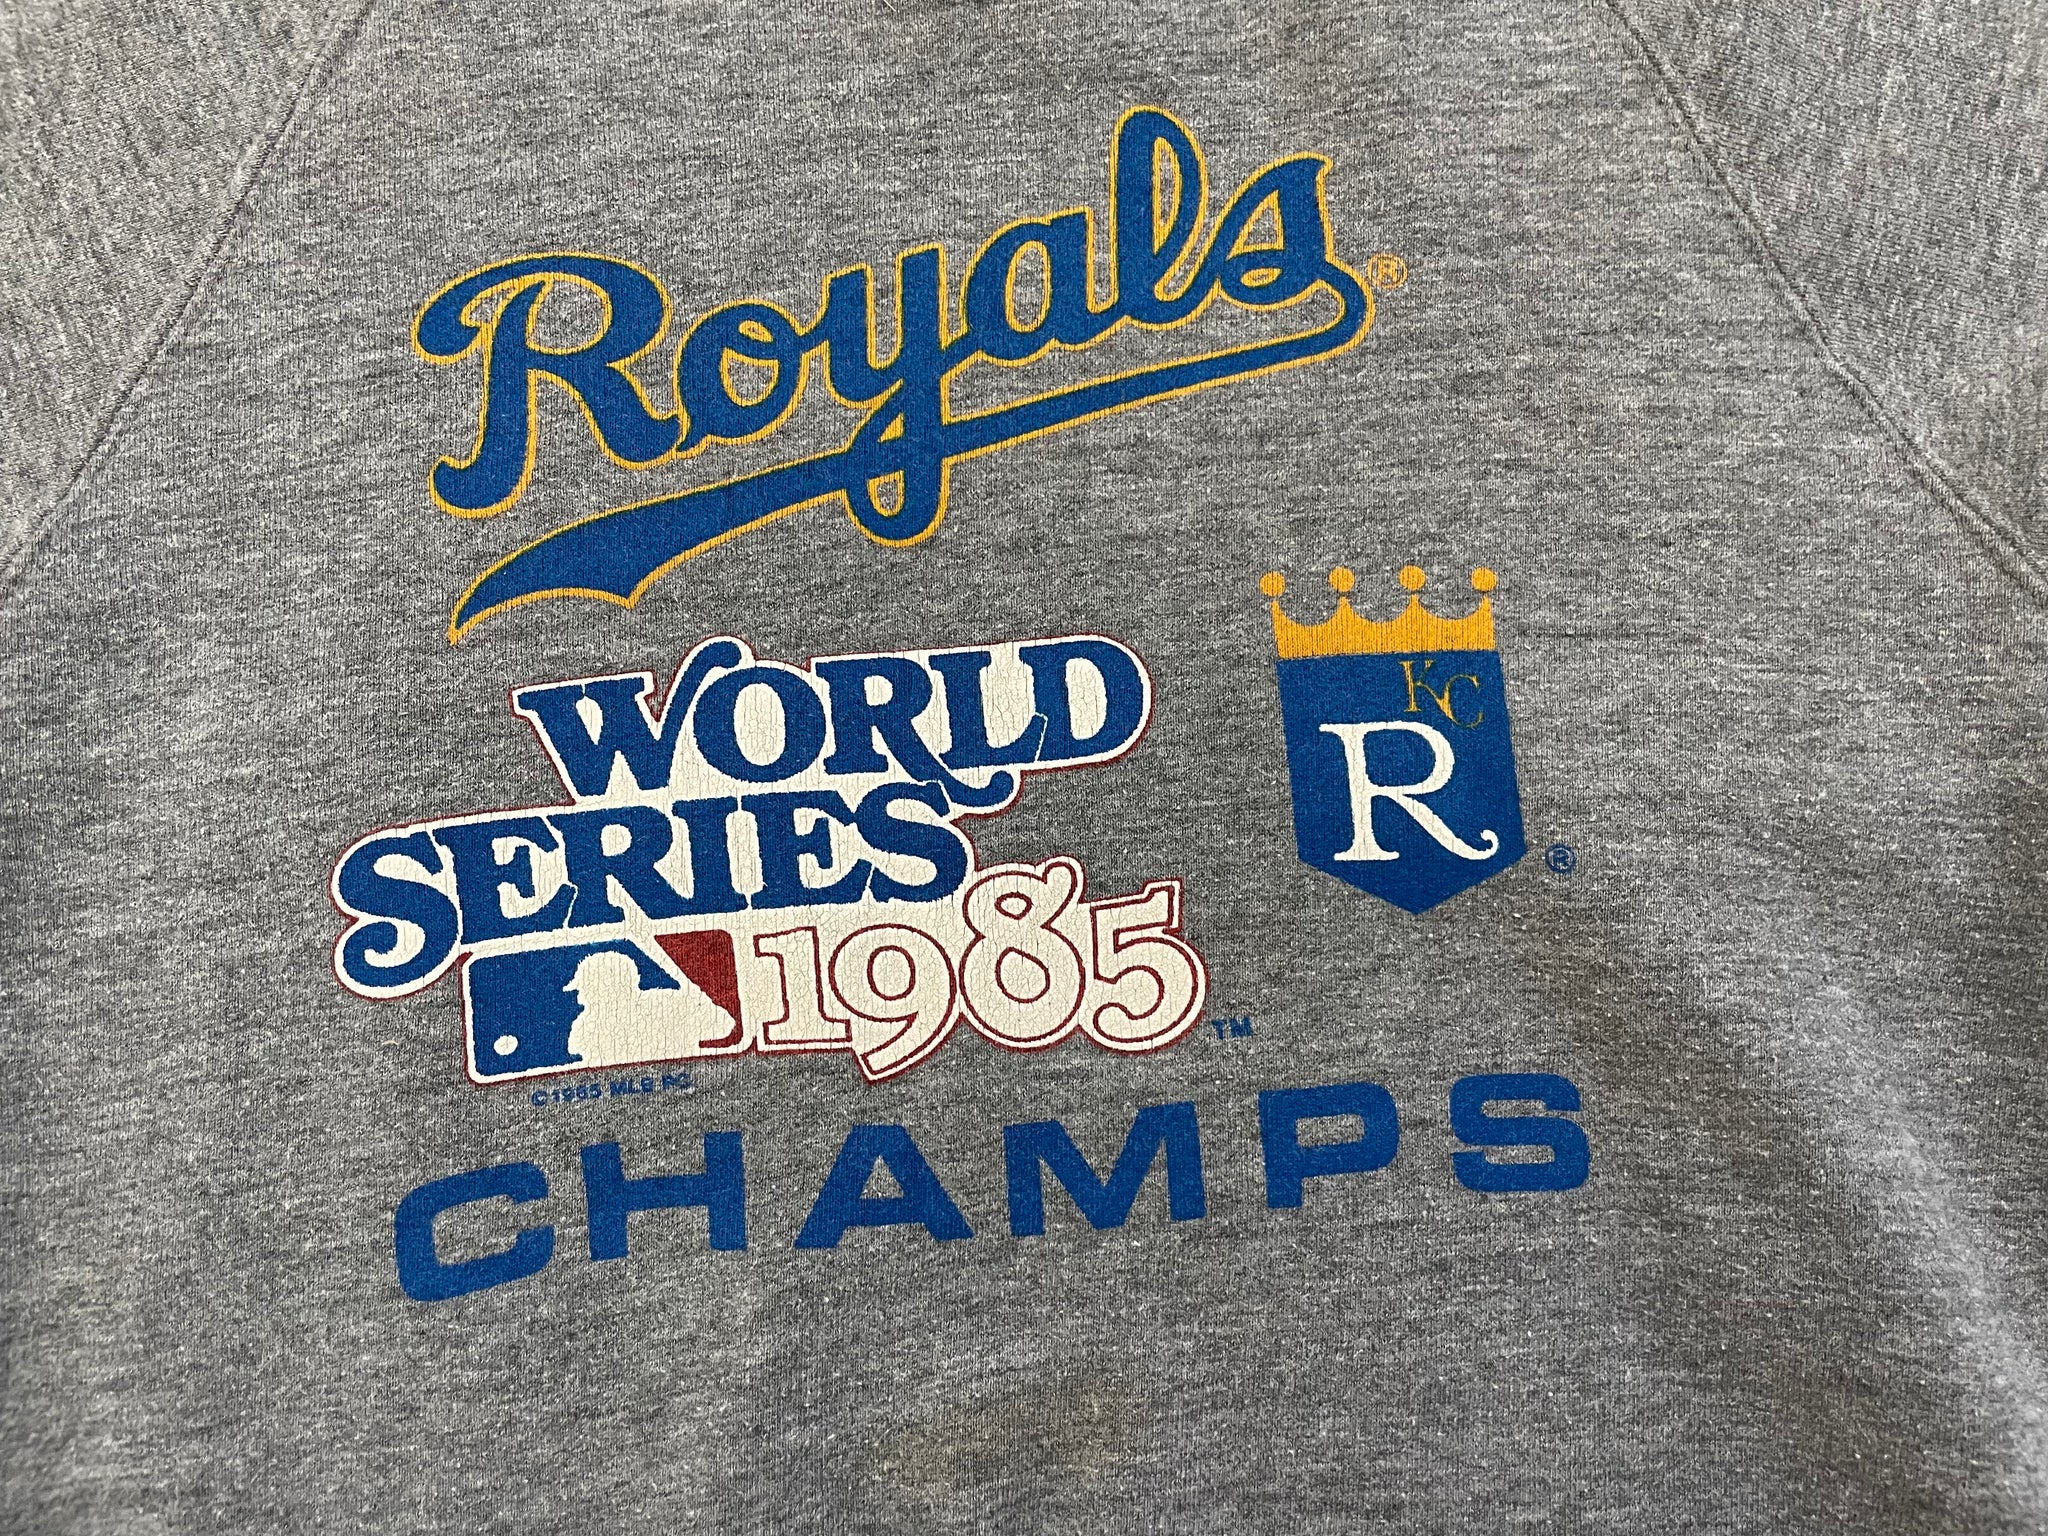 Royals®
KC
R®
WORLD
SERIES
1985™
©1985 MLB PC
CHAMPS